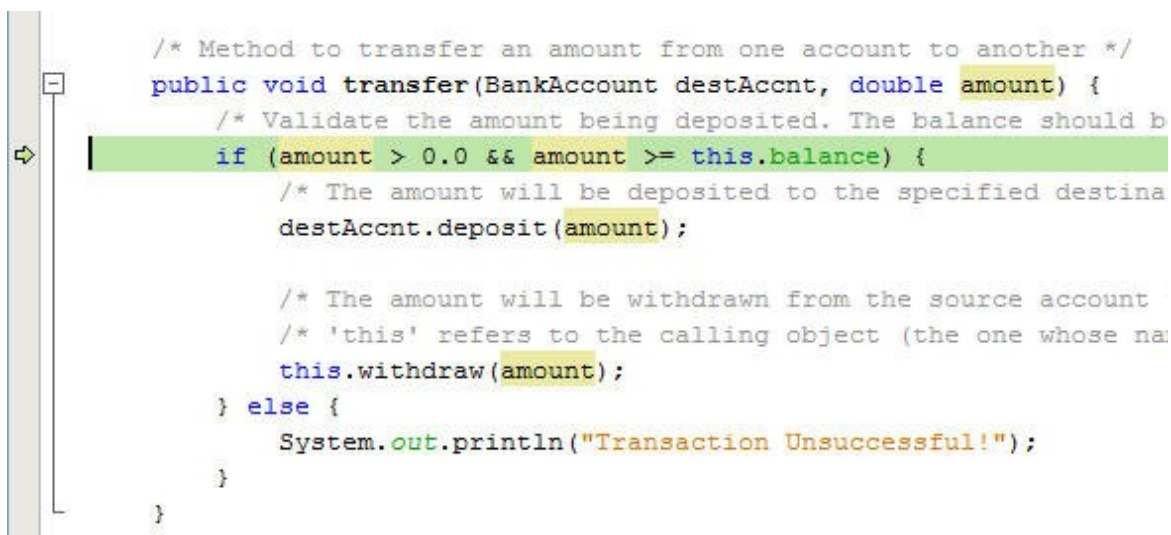 /* Method to transfer an amount from one account to another */
public void transfer(BankAccount destAccnt, double amount) {
/* Validate the amount being deposited. The balance should b
if (amount > 0.0 && amount >= this.balance) {
/* The amount will be deposited to the specified destina
destAccnt.deposit(amount);
/* The amount will be withdrawn from the source account
/* 'this' refers to the calling object (the one whose na
this.withdraw(amount);
} else {
System.out.println("Transaction Unsuccessful!");
}
}